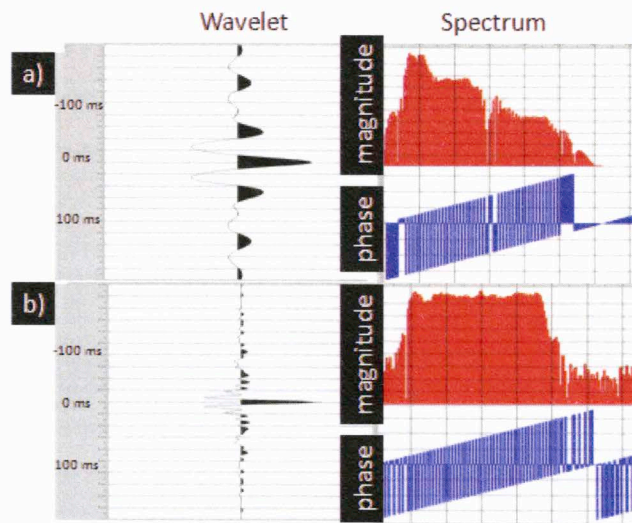 Wavelet Spectrum
a)
-100 ms
0 ms
100 ms
magnitude
phase
b)
-100 ms
0 ms
100 ms
magnitude
phase